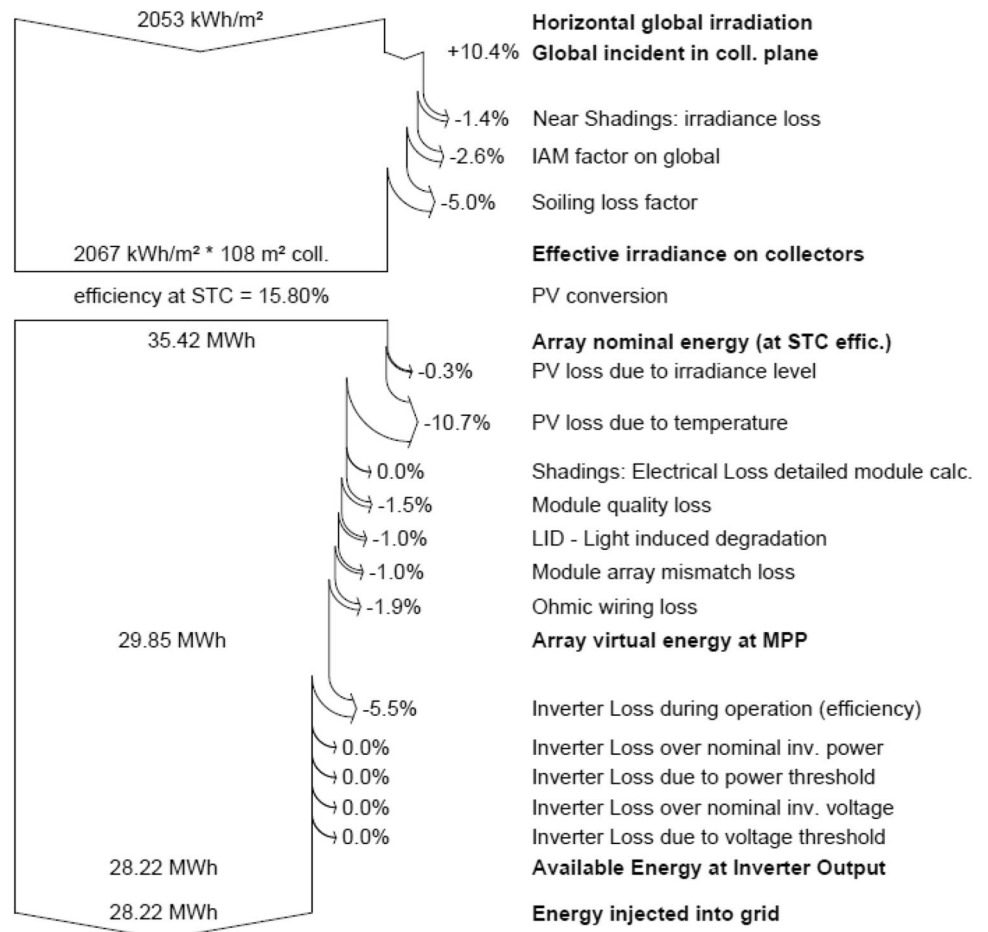 2053 kWh/m² Horizontal global irradiation
+10.4% Global incident in coll. plane
-1.4% Near Shadings: irradiance loss
-2.6% IAM factor on global
-5.0% Soiling loss factor
2067 kWh/m² * 108 m² coll. Effective irradiance on collectors
efficiency at STC = 15.80% PV conversion
35.42 MWh Array nominal energy (at STC effic.)
-0.3% PV loss due to irradiance level
-10.7% PV loss due to temperature
0.0% Shadings: Electrical Loss detailed module calc.
-1.5% Module quality loss
-1.0% LID - Light induced degradation
-1.0% Module array mismatch loss
-1.9% Ohmic wiring loss
29.85 MWh Array virtual energy at MPP
-5.5% Inverter Loss during operation (efficiency)
0.0% Inverter Loss over nominal inv. power
0.0% Inverter Loss due to power threshold
0.0% Inverter Loss over nominal inv. voltage
0.0% Inverter Loss due to voltage threshold
28.22 MWh Available Energy at Inverter Output
28.22 MWh Energy injected into grid